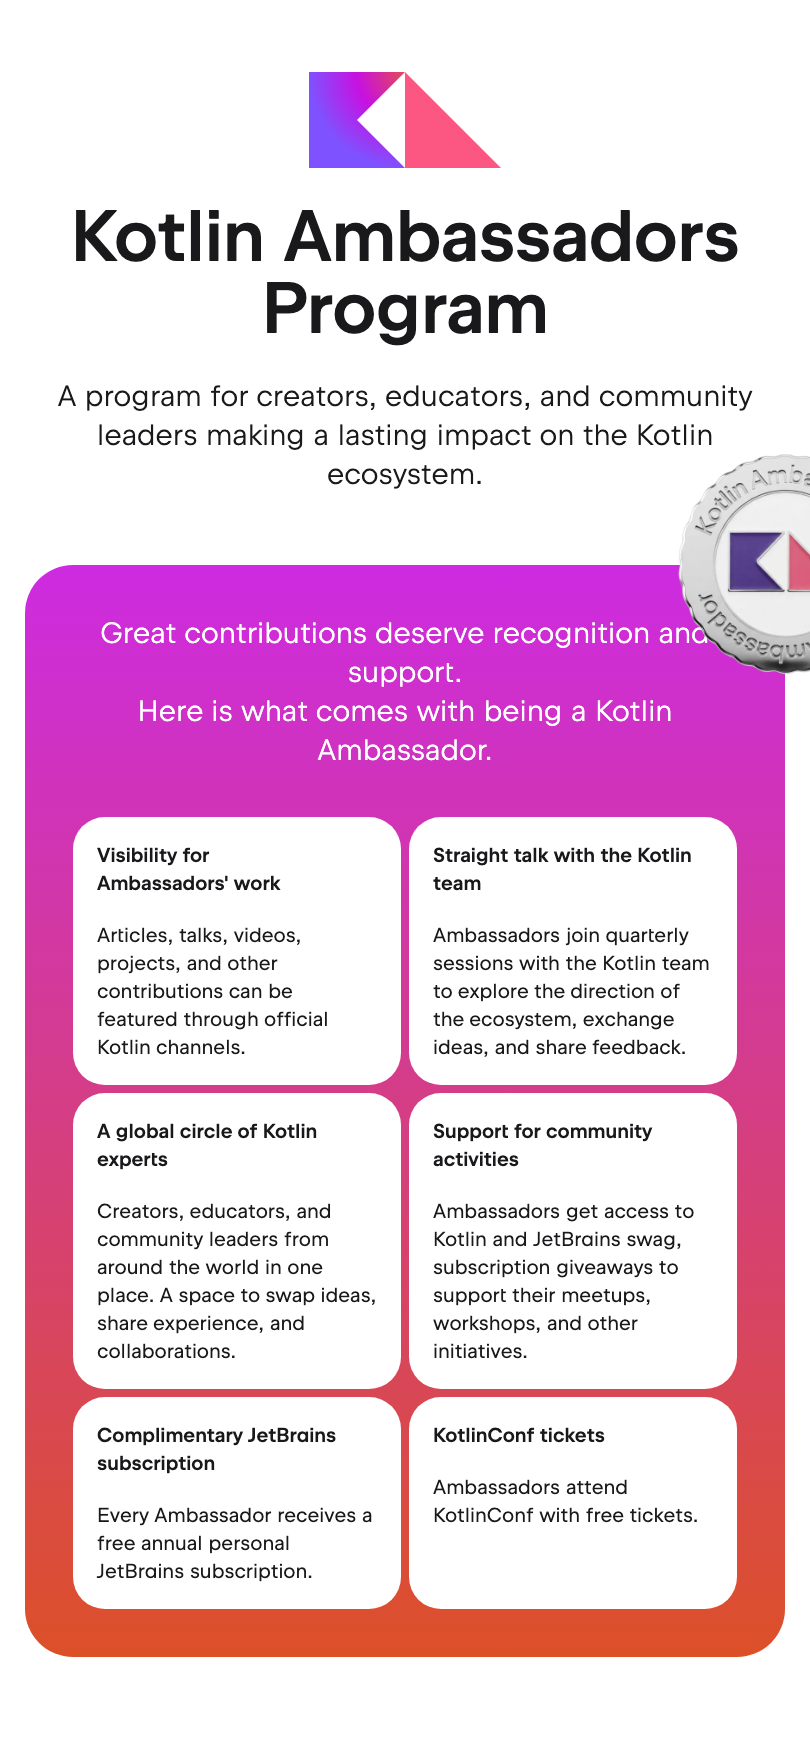 Kotlin Ambassadors
Program
A program for creators, educators, and community
leaders making a lasting impact on the Kotlin
ecosystem.
Kotlin Amba
Ambassador
Great contributions deserve recognition and
support.
Here is what comes with being a Kotlin
Ambassador.
Visibility for
Ambassadors' work
Articles, talks, videos,
projects, and other
contributions can be
featured through official
Kotlin channels.
Straight talk with the Kotlin
team
Ambassadors join quarterly
sessions with the Kotlin team
to explore the direction of
the ecosystem, exchange
ideas, and share feedback.
A global circle of Kotlin
experts
Creators, educators, and
community leaders from
around the world in one
place. A space to swap ideas,
share experience, and
collaborations.
Support for community
activities
Ambassadors get access to
Kotlin and JetBrains swag,
subscription giveaways to
support their meetups,
workshops, and other
initiatives.
Complimentary JetBrains
subscription
Every Ambassador receives a
free annual personal
JetBrains subscription.
KotlinConf tickets
Ambassadors attend
KotlinConf with free tickets.